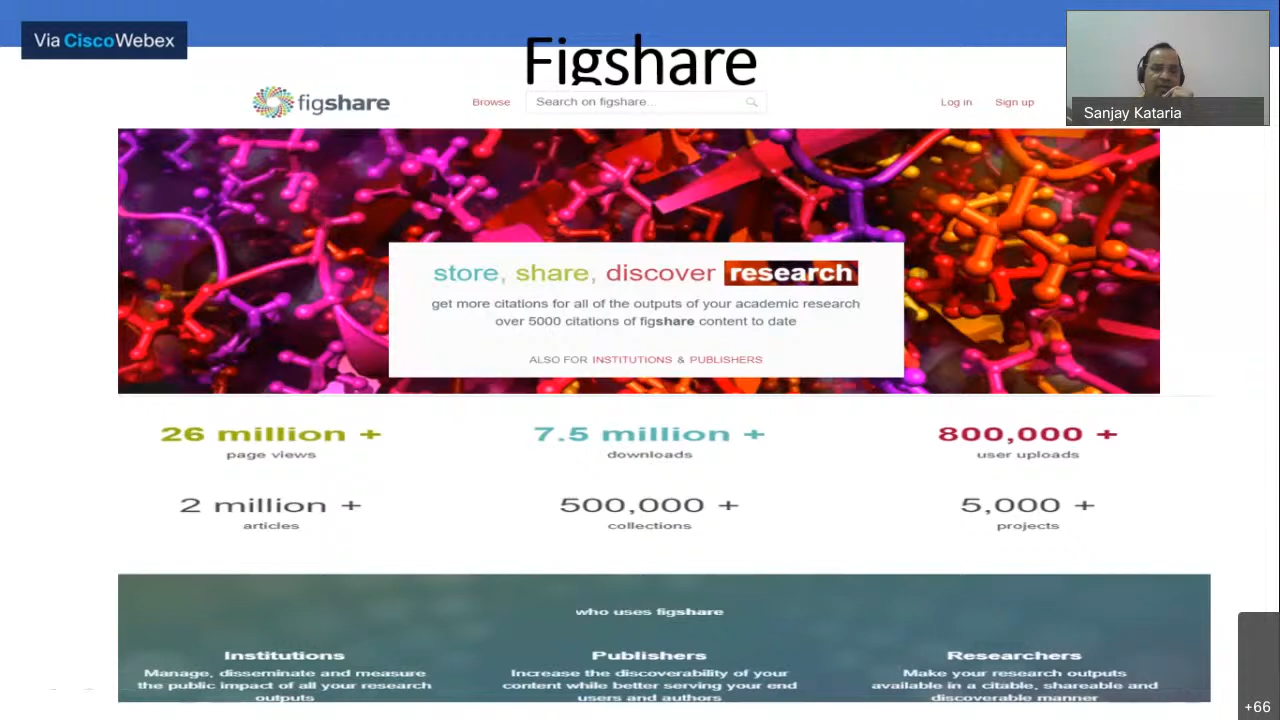 Via CiscoWebex
Figshare
figshare
Browse
Search on figshare...
Log in
Sign up
Sanjay Kataria
store, share, discover research
get more citations for all of the outputs of your academic research
over 5000 citations of figshare content to date
ALSO FOR INSTITUTIONS & PUBLISHERS
26 million +
page views
7.5 million +
downloads
800,000 +
user uploads
2 million +
articles
500,000 +
collections
5,000 +
projects
who uses figshare
Institutions
Manage, disseminate and measure
the public impact of all your research
outputs
Publishers
Increase the discoverability of your
content while better serving your end
users and authors
Researchers
Make your research outputs
available in a citable, shareable and
discoverable manner
+66